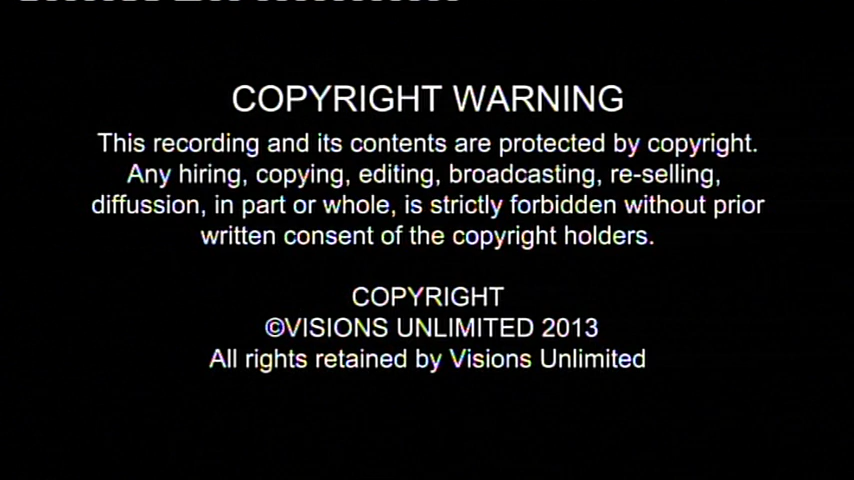 COPYRIGHT WARNING
This recording and its contents are protected by copyright.
Any hiring, copying, editing, broadcasting, re-selling,
diffussion, in part or whole, is strictly forbidden without prior
written consent of the copyright holders.
COPYRIGHT
©VISIONS UNLIMITED 2013
All rights retained by Visions Unlimited